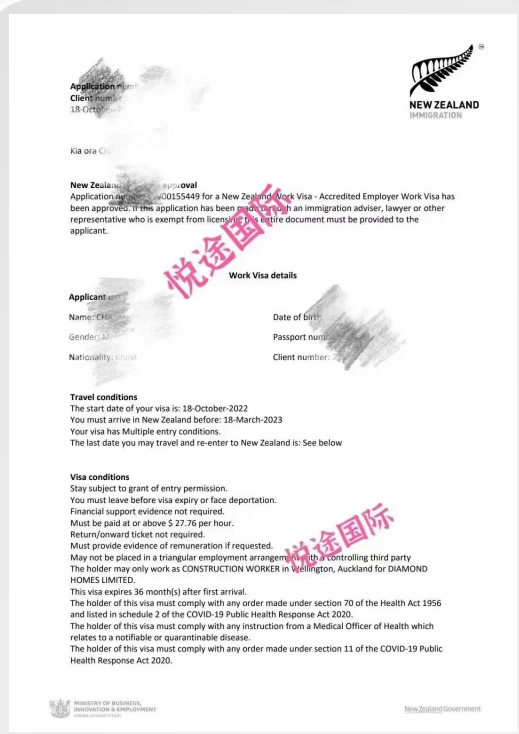 NEW ZEALAND
IMMIGRATION
Application
Client
18-October
Kia ora
New Zealand approval
Application 00155449 for a New Zealand Work Visa - Accredited Employer Work Visa has
been approved. If this application has been made through an immigration adviser, lawyer or other
representative who is exempt from licensing, this entire document must be provided to the
applicant.
悦途国际
Work Visa details
Applicant
Name:
Date of birth
Gender:
Passport
Nationality: China
Client number:
Travel conditions
The start date of your visa is: 18-October-2022
You must arrive in New Zealand before: 18-March-2023
Your visa has Multiple entry conditions.
The last date you may travel and re-enter to New Zealand is: See below
Visa conditions
Stay subject to grant of entry permission.
You must leave before visa expiry or face deportation.
Financial support evidence not required.
Must be paid at or above $ 27.76 per hour.
Return/onward ticket not required.
Must provide evidence of remuneration if requested.
悦途国际
May not be placed in a triangular employment arrangement with a controlling third party
The holder may only work as CONSTRUCTION WORKER in Wellington, Auckland for DIAMOND
HOMES LIMITED.
This visa expires 36 month(s) after first arrival.
The holder of this visa must comply with any order made under section 70 of the Health Act 1956
and listed in schedule 2 of the COVID-19 Public Health Response Act 2020.
The holder of this visa must comply with any instruction from a Medical Officer of Health which
relates to a notifiable or quarantinable disease.
The holder of this visa must comply with any order made under section 11 of the COVID-19 Public
Health Response Act 2020.
MINISTRY OF BUSINESS,
INNOVATION & EMPLOYMENT
HĪKINA WHAKATUTUKI
New Zealand Government